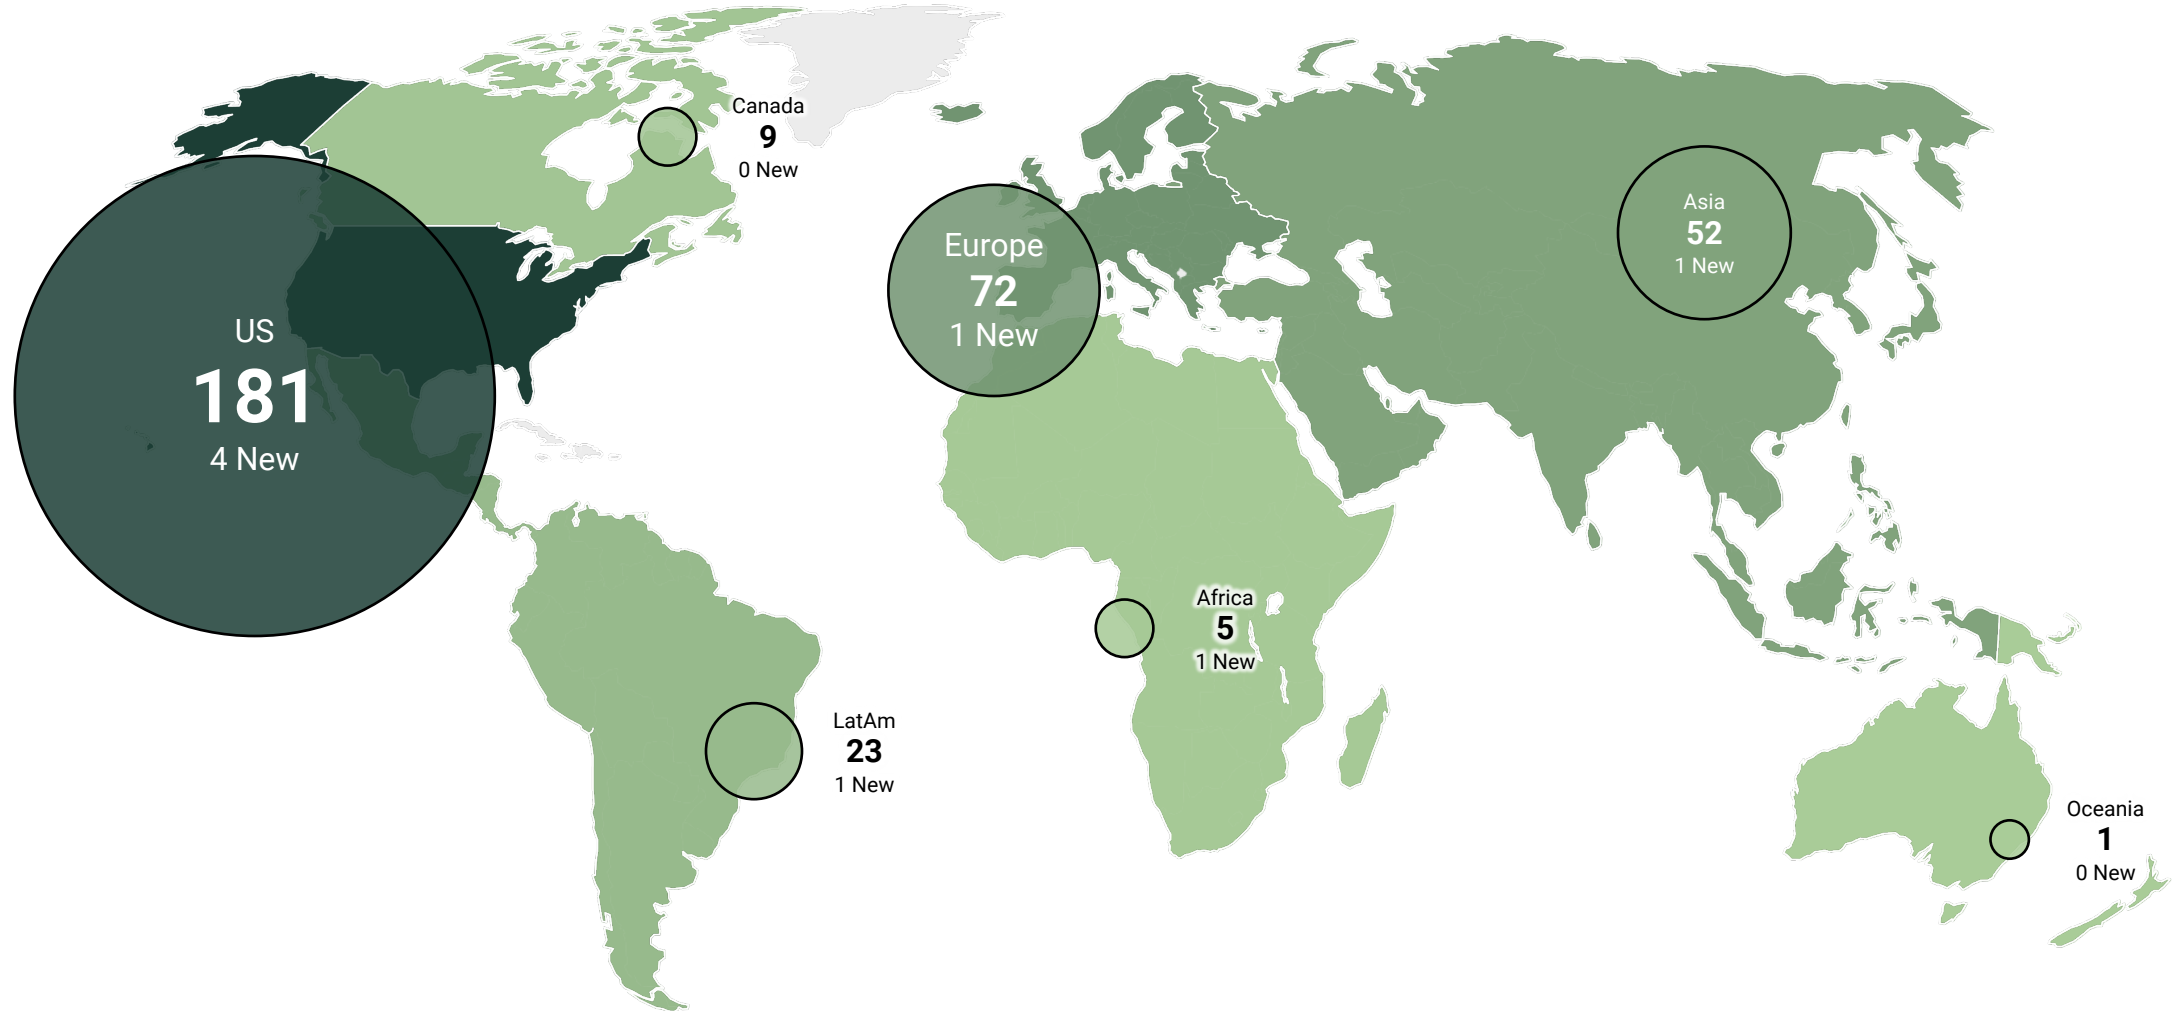 Canada
9
0 New
US
181
4 New
Europe
72
1 New
Asia
52
1 New
LatAm
23
1 New
Africa
5
1 New
Oceania
1
0 New